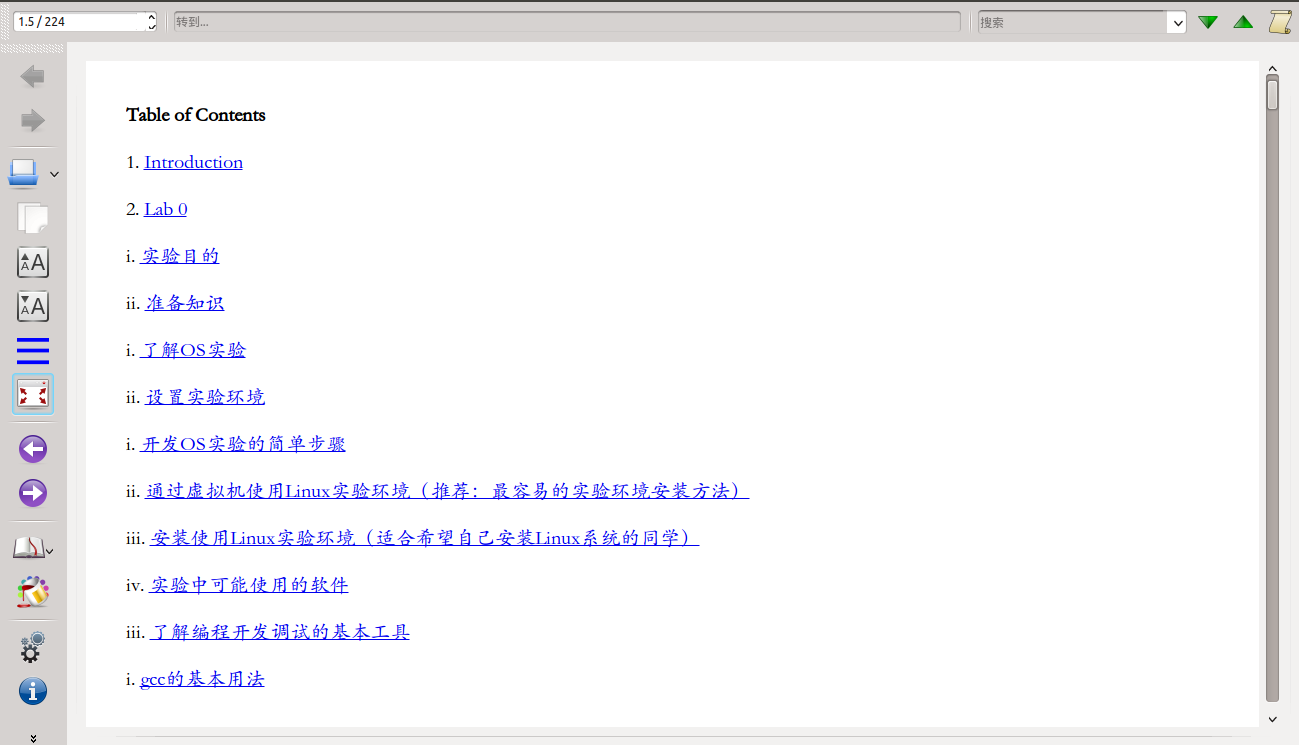 1.5 / 224
转到...
搜索
Table of Contents
1. Introduction
2. Lab 0
i. 实验目的
ii. 准备知识
i. 了解OS实验
ii. 设置实验环境
i. 开发OS实验的简单步骤
ii. 通过虚拟机使用Linux实验环境（推荐：最容易的实验环境安装方法）
iii. 安装使用Linux实验环境（适合希望自己安装Linux系统的同学）
iv. 实验中可能使用的软件
iii. 了解编程开发调试的基本工具
i. gcc的基本用法